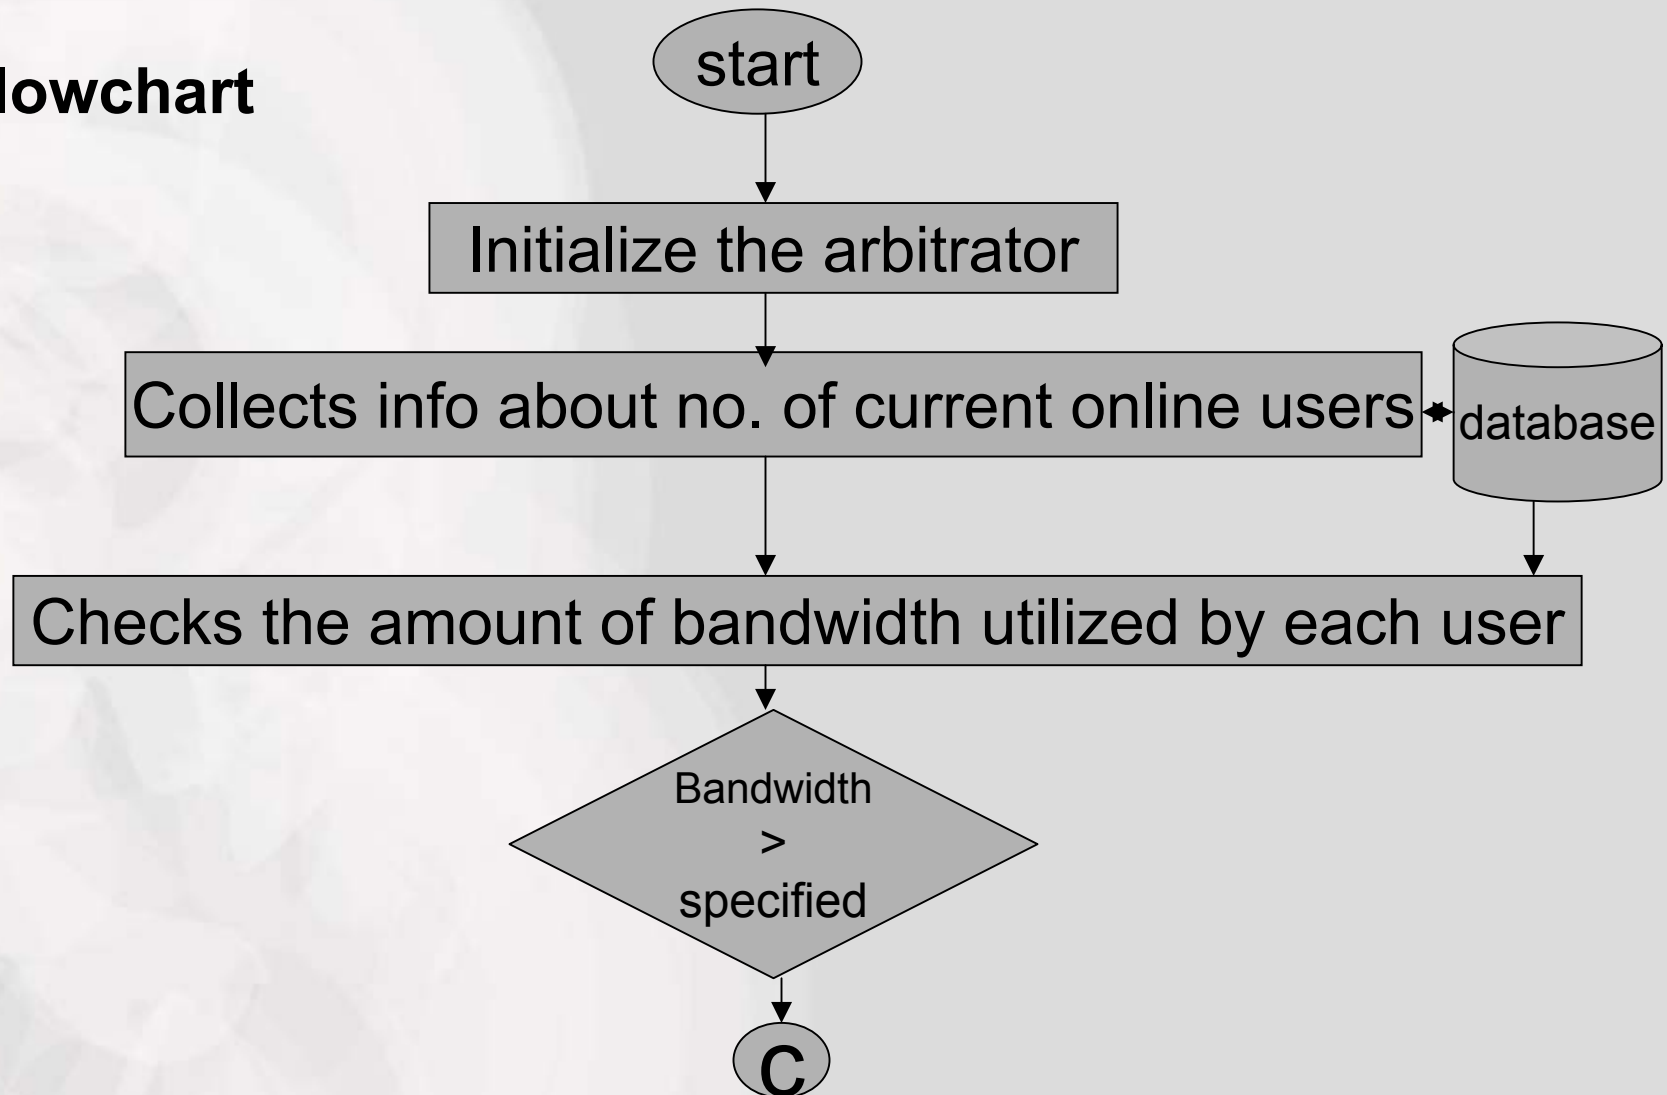 lowchart
start
Initialize the arbitrator
Collects info about no. of current online users
database
Checks the amount of bandwidth utilized by each user
Bandwidth
>
specified
C